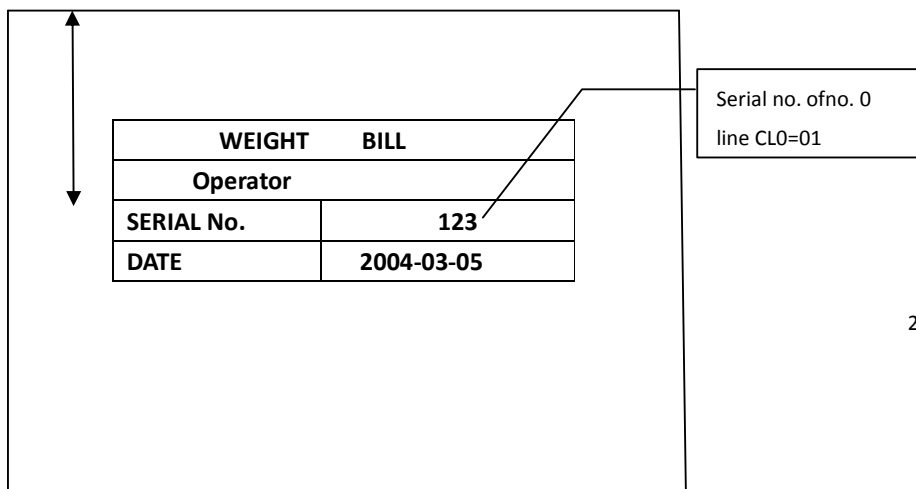 WEIGHT BILL
Operator
SERIAL No. 123
DATE 2004-03-05
Serial no. ofno. 0
line CL0=01
2